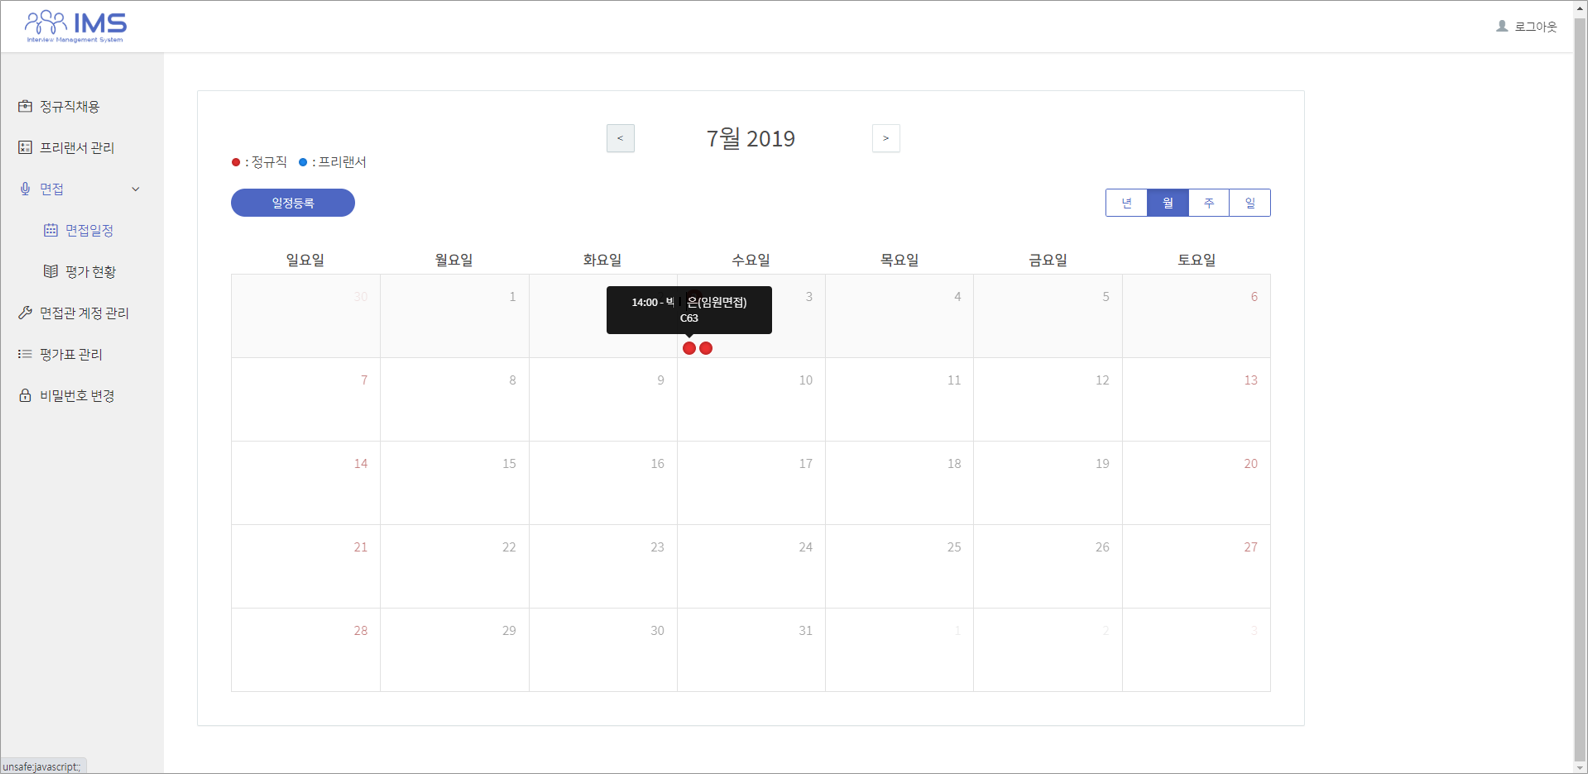 IMS
Interview Management System
로그아웃
정규직채용
프리랜서 관리
면접
면접일정
평가 현황
면접관 계정 관리
평가표 관리
비밀번호 변경
< 7월 2019 >
: 정규직 : 프리랜서
일정등록
년 월 주 일
일요일 월요일 화요일 수요일 목요일 금요일 토요일
30 1 3 4 5 6
14:00 - 박 은(임원면접)
C63
7 8 9 10 11 12 13
14 15 16 17 18 19 20
21 22 23 24 25 26 27
28 29 30 31 1 2 3
unsafe:javascript:;